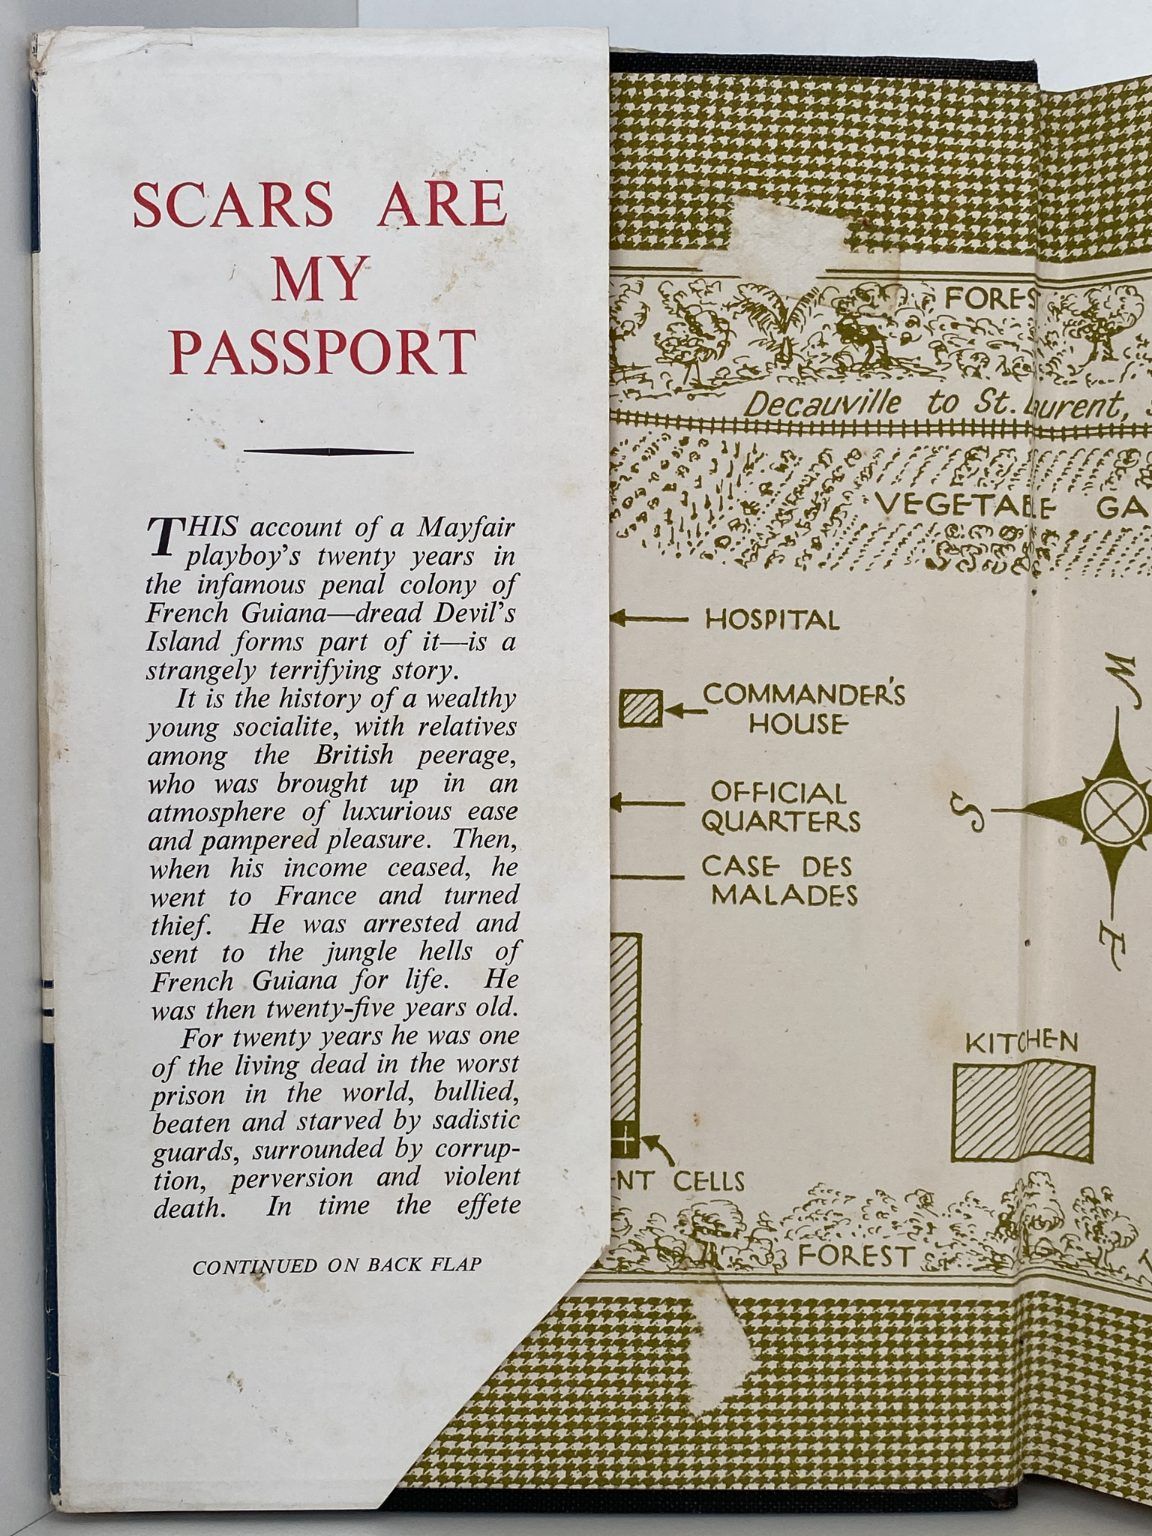 SCARS ARE
MY
PASSPORT
THIS account of a Mayfair
playboy's twenty years in
the infamous penal colony of
French Guiana—dread Devil's
Island forms part of it—is a
strangely terrifying story.
It is the history of a wealthy
young socialite, with relatives
among the British peerage,
who was brought up in an
atmosphere of luxurious ease
and pampered pleasure. Then,
when his income ceased, he
went to France and turned
thief. He was arrested and
sent to the jungle hells of
French Guiana for life. He
was then twenty-five years old.
For twenty years he was one
of the living dead in the worst
prison in the world, bullied,
beaten and starved by sadistic
guards, surrounded by corrup-
tion, perversion and violent
death. In time the effete
CONTINUED ON BACK FLAP
FORES
Decauville to St. Laurent,
VEGETABLE GA
HOSPITAL
COMMANDER'S
HOUSE
OFFICIAL
QUARTERS
CASE DES
MALADES
W
S
E
KITCHEN
NT CELLS
FOREST